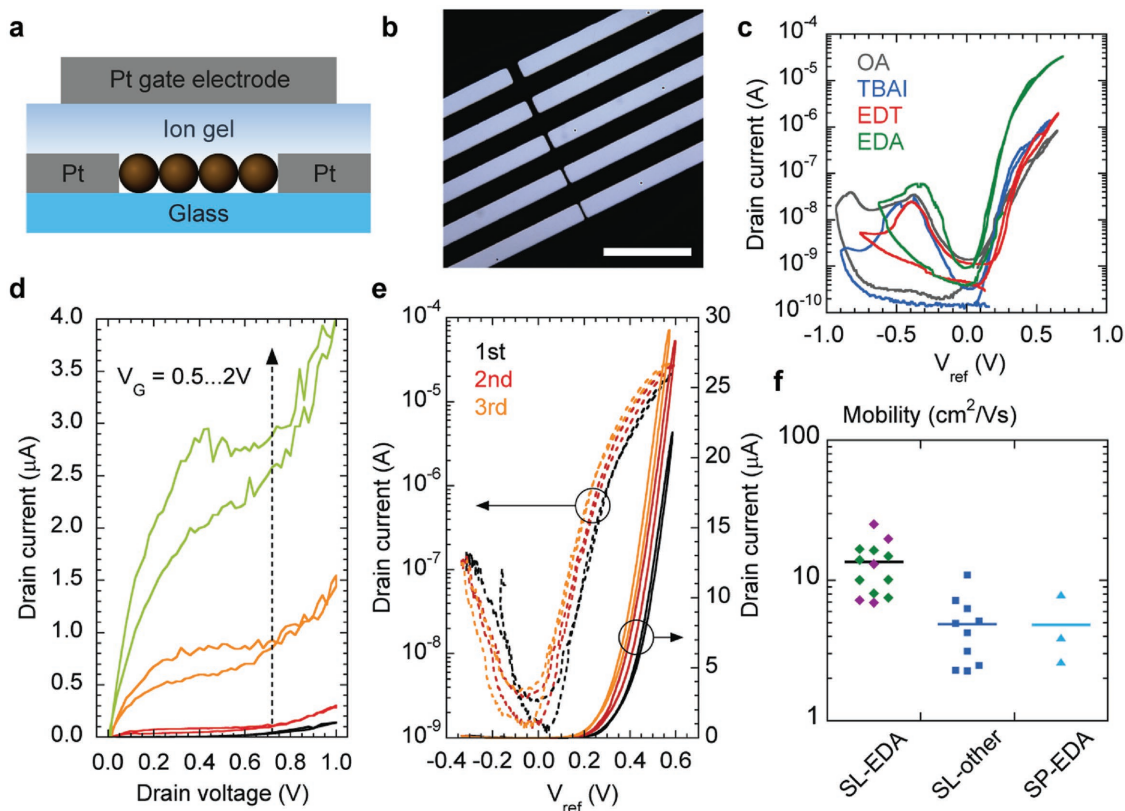 a
Pt gate electrode
Ion gel
Pt
Pt
Glass
b
c
10⁻⁴
10⁻⁵
10⁻⁶
10⁻⁷
10⁻⁸
10⁻⁹
10⁻¹⁰
Drain current (A)
OA
TBAI
EDT
EDA
-1.0
-0.5
0.0
0.5
1.0
V_ref (V)
d
4.0
3.5
3.0
2.5
2.0
1.5
1.0
0.5
0.0
Drain current (μA)
V_G = 0.5...2V
0.0
0.2
0.4
0.6
0.8
1.0
Drain voltage (V)
e
10⁻⁴
10⁻⁵
10⁻⁶
10⁻⁷
10⁻⁸
10⁻⁹
Drain current (A)
1st
2nd
3rd
30
25
20
15
10
5
0
Drain current (μA)
-0.4
-0.2
0.0
0.2
0.4
0.6
V_ref (V)
f
Mobility (cm²/Vs)
100
10
1
SL-EDA
SL-other
SP-EDA